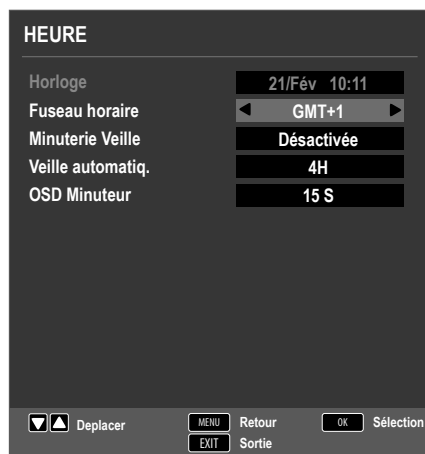 HEURE
Horloge 21/Fév 10:11
Fuseau horaire GMT+1
Minuterie Veille Désactivée
Veille automatiq. 4H
OSD Minuteur 15 S
Deplacer MENU Retour OK Sélection
EXIT Sortie